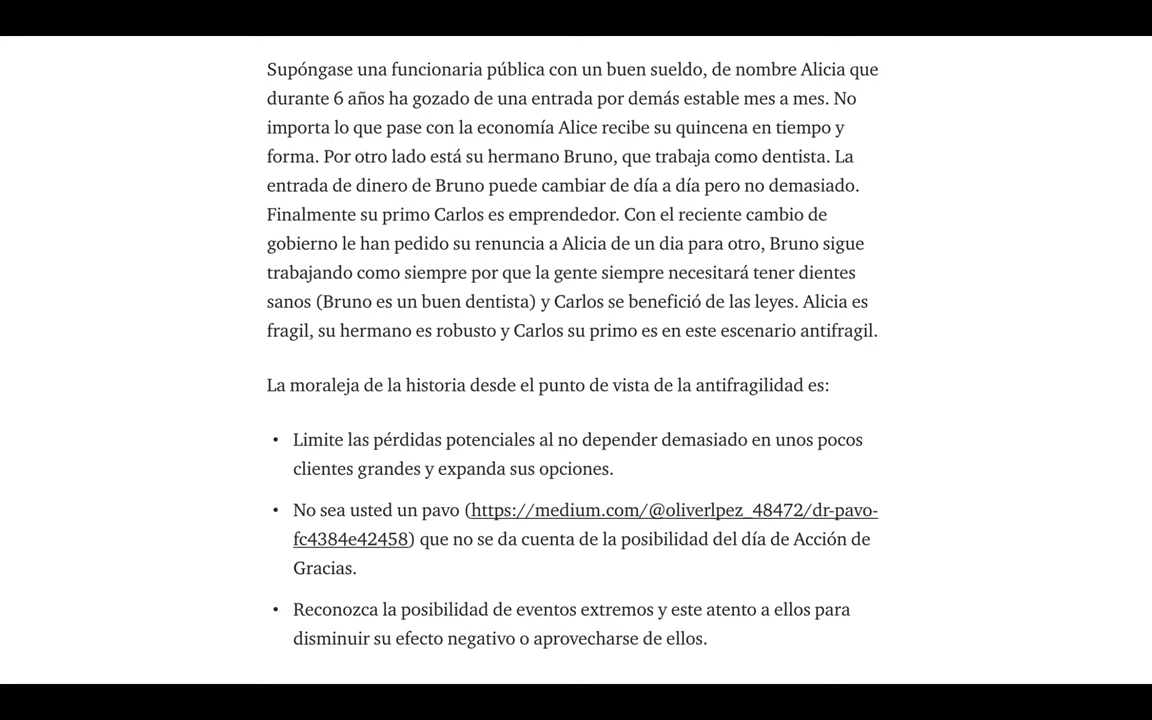 Supóngase una funcionaria pública con un buen sueldo, de nombre Alicia que
durante 6 años ha gozado de una entrada por demás estable mes a mes. No
importa lo que pase con la economía Alice recibe su quincena en tiempo y
forma. Por otro lado está su hermano Bruno, que trabaja como dentista. La
entrada de dinero de Bruno puede cambiar de día a día pero no demasiado.
Finalmente su primo Carlos es emprendedor. Con el reciente cambio de
gobierno le han pedido su renuncia a Alicia de un dia para otro, Bruno sigue
trabajando como siempre por que la gente siempre necesitará tener dientes
sanos (Bruno es un buen dentista) y Carlos se benefició de las leyes. Alicia es
fragil, su hermano es robusto y Carlos su primo es en este escenario antifragil.
La moraleja de la historia desde el punto de vista de la antifragilidad es:
• Limite las pérdidas potenciales al no depender demasiado en unos pocos
clientes grandes y expanda sus opciones.
• No sea usted un pavo (https://medium.com/@oliverlpez_48472/dr-pavo-
fc4384e42458) que no se da cuenta de la posibilidad del día de Acción de
Gracias.
• Reconozca la posibilidad de eventos extremos y este atento a ellos para
disminuir su efecto negativo o aprovecharse de ellos.